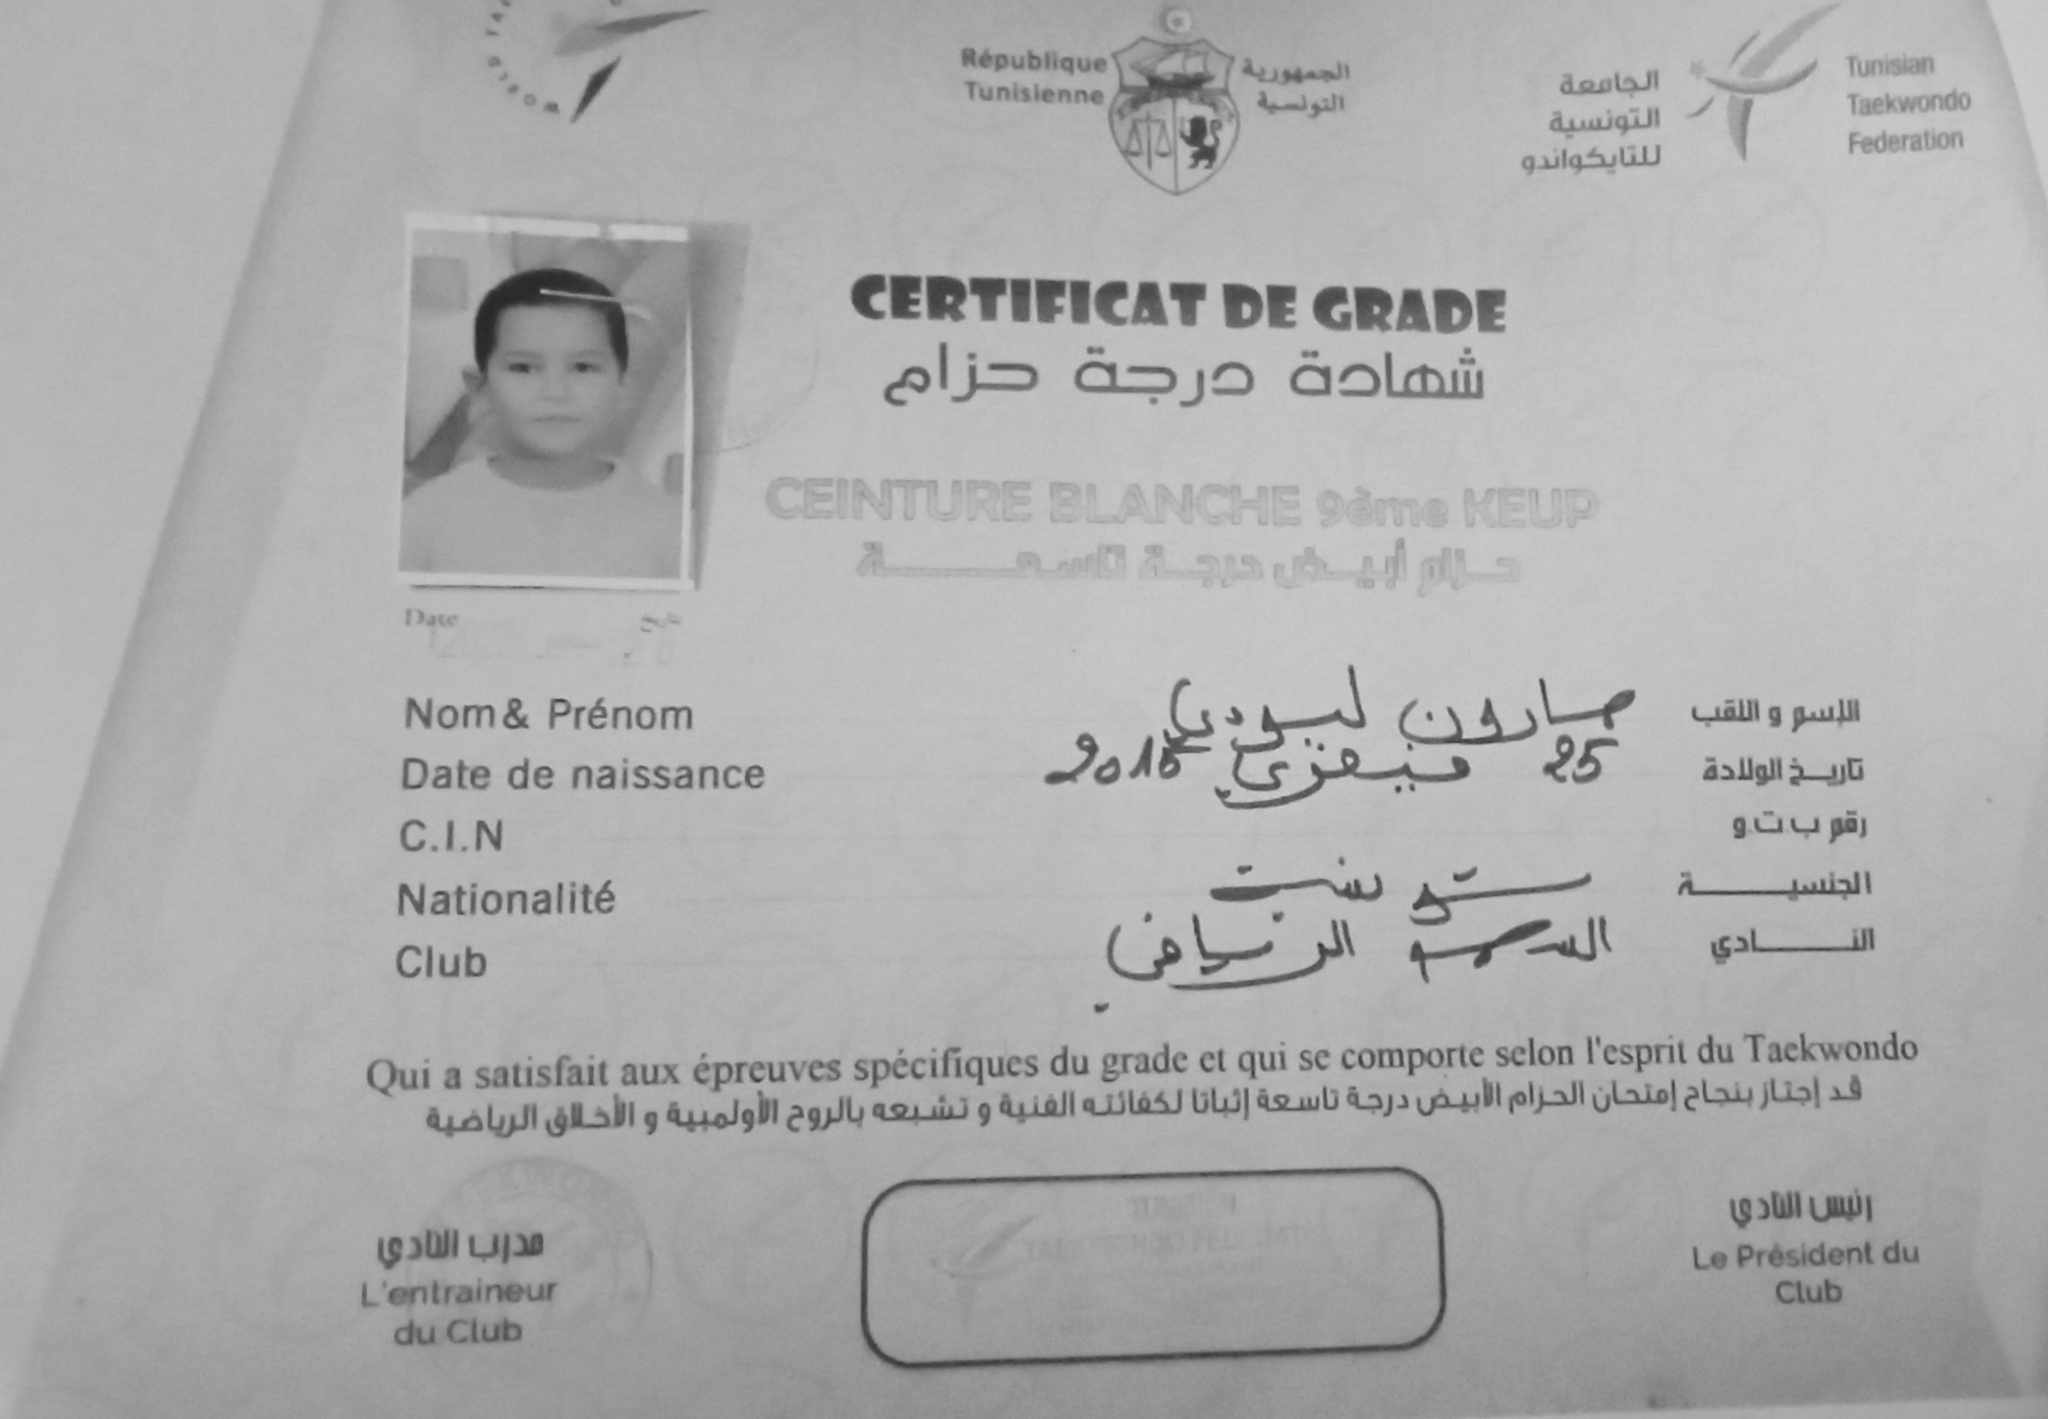 République
Tunisienne
الجمهورية
التونسية
الجامعة
التونسية
للتايكواندو
Tunisian
Taekwondo
Federation
CERTIFICAT DE GRADE
شهادة درجة حزام
CEINTURE BLANCHE 9ème KEUP
حزام أبيض درجة تاسعة
Date
Nom& Prénom
الإسم و اللقب
Date de naissance 25 فيفري
تاريخ الولادة
C.I.N رقم ب ت و
Nationalité الجنسية
Club السمو الرياضي النادي
Qui a satisfait aux épreuves spécifiques du grade et qui se comporte selon l'esprit du Taekwondo
قد إجتاز بنجاح إمتحان الحزام الأبيض درجة تاسعة إثباتا لكفائته الفنية و تشبعه بالروح الأولمبية و الأخلاق الرياضية
مدرب النادي
L'entraineur
du Club
رئيس النادي
Le Président du
Club